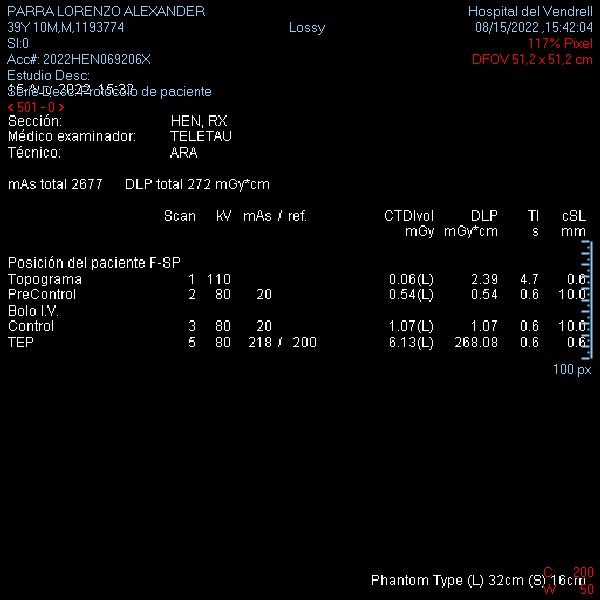 PARRA LORENZO ALEXANDER
Hospital del Vendrell
39Y 10M,M,1193774
Lossy
08/15/2022 ,15:42:04
SI:0
117% Pixel
Acc#: 2022HEN069206X
DFOV 51,2 x 51,2 cm
Estudio Desc:
Serie Desc:Protocolo de paciente
2022, 15:37
< 501 - 0 >
Sección: HEN, RX
Médico examinador: TELETAU
Técnico: ARA
mAs total 2677 DLP total 272 mGy*cm
Scan kV mAs / ref. CTDIvol DLP TI cSL
mGy mGy*cm s mm
Posición del paciente F-SP
Topograma 1 110 0.06(L) 2.39 4.7 0.6
PreControl 2 80 20 0.54(L) 0.54 0.6 10.0
Bolo I.V.
Control 3 80 20 1.07(L) 1.07 0.6 10.0
TEP 5 80 218 / 200 6.13(L) 268.08 0.6 0.6
100 px
Phantom Type (L) 32cm (S) 16cm
C 200
W 50